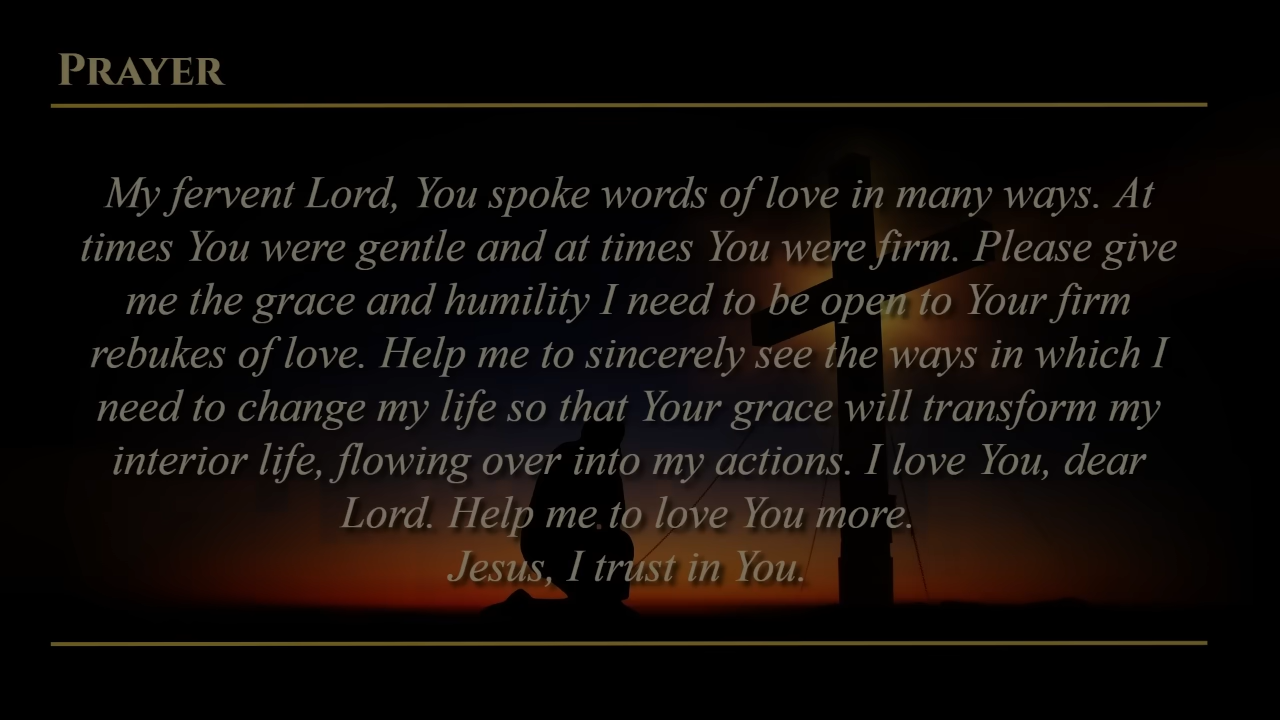 PRAYER
My fervent Lord, You spoke words of love in many ways. At
times You were gentle and at times You were firm. Please give
me the grace and humility I need to be open to Your firm
rebukes of love. Help me to sincerely see the ways in which I
need to change my life so that Your grace will transform my
interior life, flowing over into my actions. I love You, dear
Lord. Help me to love You more.
Jesus, I trust in You.